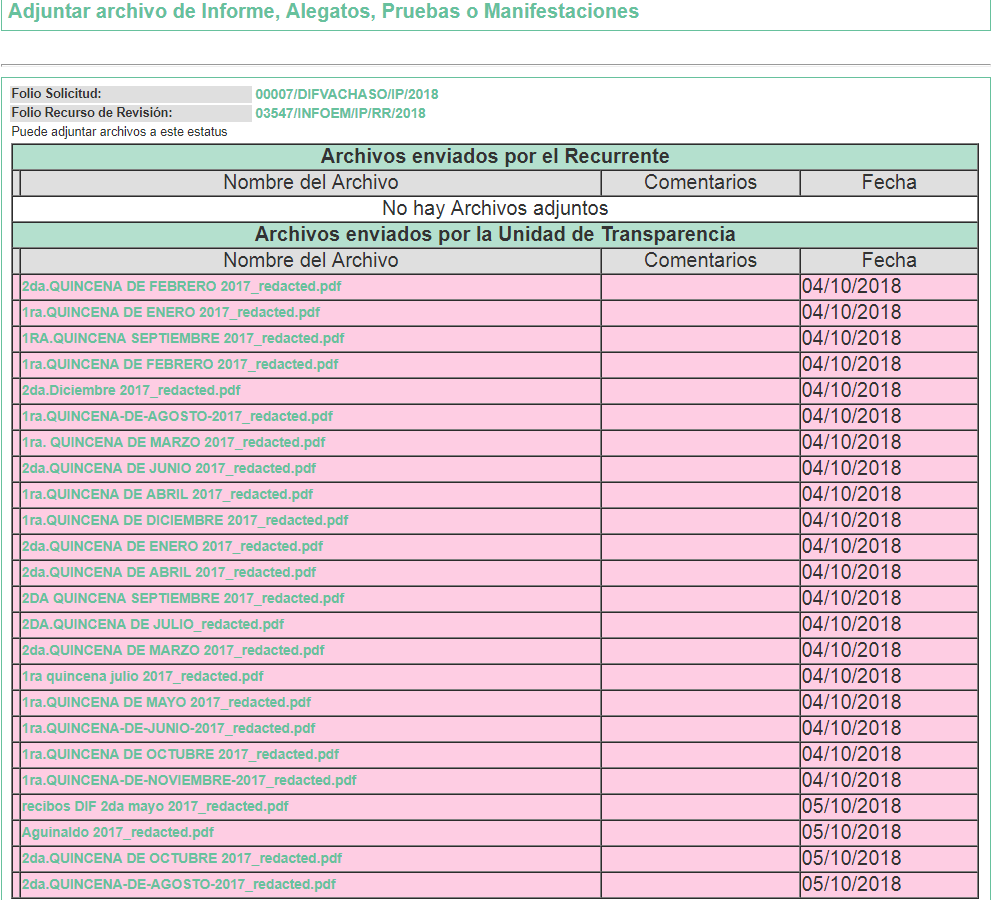 Adjuntar archivo de Informe, Alegatos, Pruebas o Manifestaciones
Folio Solicitud: 00007/DIFVACHASO/IP/2018
Folio Recurso de Revisión: 03547/INFOEM/IP/RR/2018
Puede adjuntar archivos a este estatus
Archivos enviados por el Recurrente
Nombre del Archivo Comentarios Fecha
No hay Archivos adjuntos
Archivos enviados por la Unidad de Transparencia
Nombre del Archivo Comentarios Fecha
2da.QUINCENA DE FEBRERO 2017_redacted.pdf 04/10/2018
1ra.QUINCENA DE ENERO 2017_redacted.pdf 04/10/2018
1RA.QUINCENA SEPTIEMBRE 2017_redacted.pdf 04/10/2018
1ra.QUINCENA DE FEBRERO 2017_redacted.pdf 04/10/2018
2da.Diciembre 2017_redacted.pdf 04/10/2018
1ra.QUINCENA-DE-AGOSTO-2017_redacted.pdf 04/10/2018
1ra. QUINCENA DE MARZO 2017_redacted.pdf 04/10/2018
2da.QUINCENA DE JUNIO 2017_redacted.pdf 04/10/2018
1ra.QUINCENA DE ABRIL 2017_redacted.pdf 04/10/2018
1ra.QUINCENA DE DICIEMBRE 2017_redacted.pdf 04/10/2018
2da.QUINCENA DE ENERO 2017_redacted.pdf 04/10/2018
2da.QUINCENA DE ABRIL 2017_redacted.pdf 04/10/2018
2DA QUINCENA SEPTIEMBRE 2017_redacted.pdf 04/10/2018
2DA.QUINCENA DE JULIO_redacted.pdf 04/10/2018
2da.QUINCENA DE MARZO 2017_redacted.pdf 04/10/2018
1ra quincena julio 2017_redacted.pdf 04/10/2018
1ra.QUINCENA DE MAYO 2017_redacted.pdf 04/10/2018
1ra.QUINCENA-DE-JUNIO-2017_redacted.pdf 04/10/2018
1ra.QUINCENA DE OCTUBRE 2017_redacted.pdf 04/10/2018
1ra.QUINCENA-DE-NOVIEMBRE-2017_redacted.pdf 04/10/2018
recibos DIF 2da mayo 2017_redacted.pdf 05/10/2018
Aguinaldo 2017_redacted.pdf 05/10/2018
2da.QUINCENA DE OCTUBRE 2017_redacted.pdf 05/10/2018
2da.QUINCENA-DE-AGOSTO-2017_redacted.pdf 05/10/2018